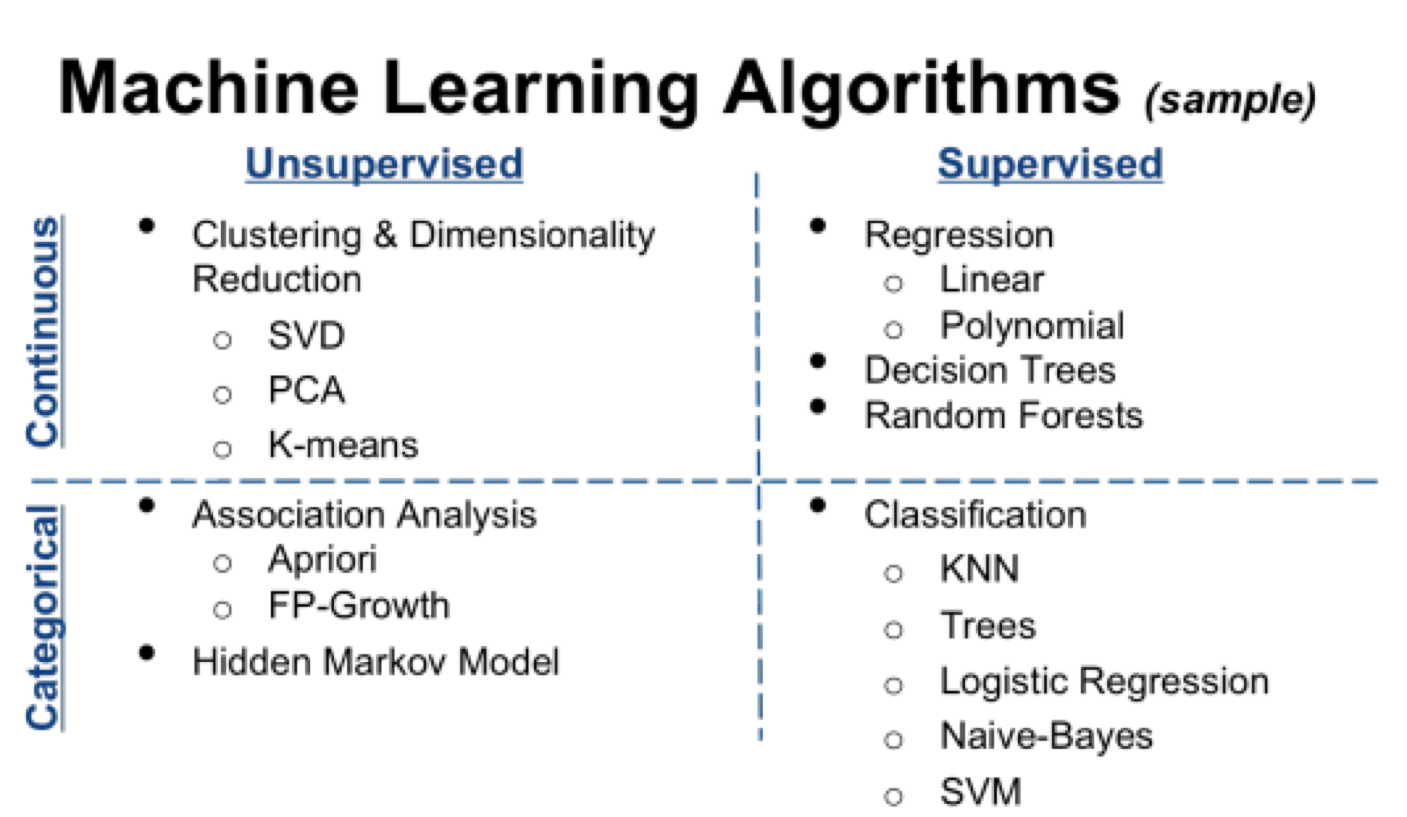 Machine Learning Algorithms (sample)
Unsupervised
Supervised
Continuous
• Clustering & Dimensionality
Reduction
○ SVD
○ PCA
○ K-means
• Regression
○ Linear
○ Polynomial
• Decision Trees
• Random Forests
Categorical
• Association Analysis
○ Apriori
○ FP-Growth
• Hidden Markov Model
• Classification
○ KNN
○ Trees
○ Logistic Regression
○ Naive-Bayes
○ SVM